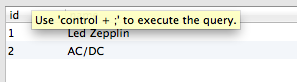 id
Use 'control + ;' to execute the query.
1 Led Zepplin
2 AC/DC